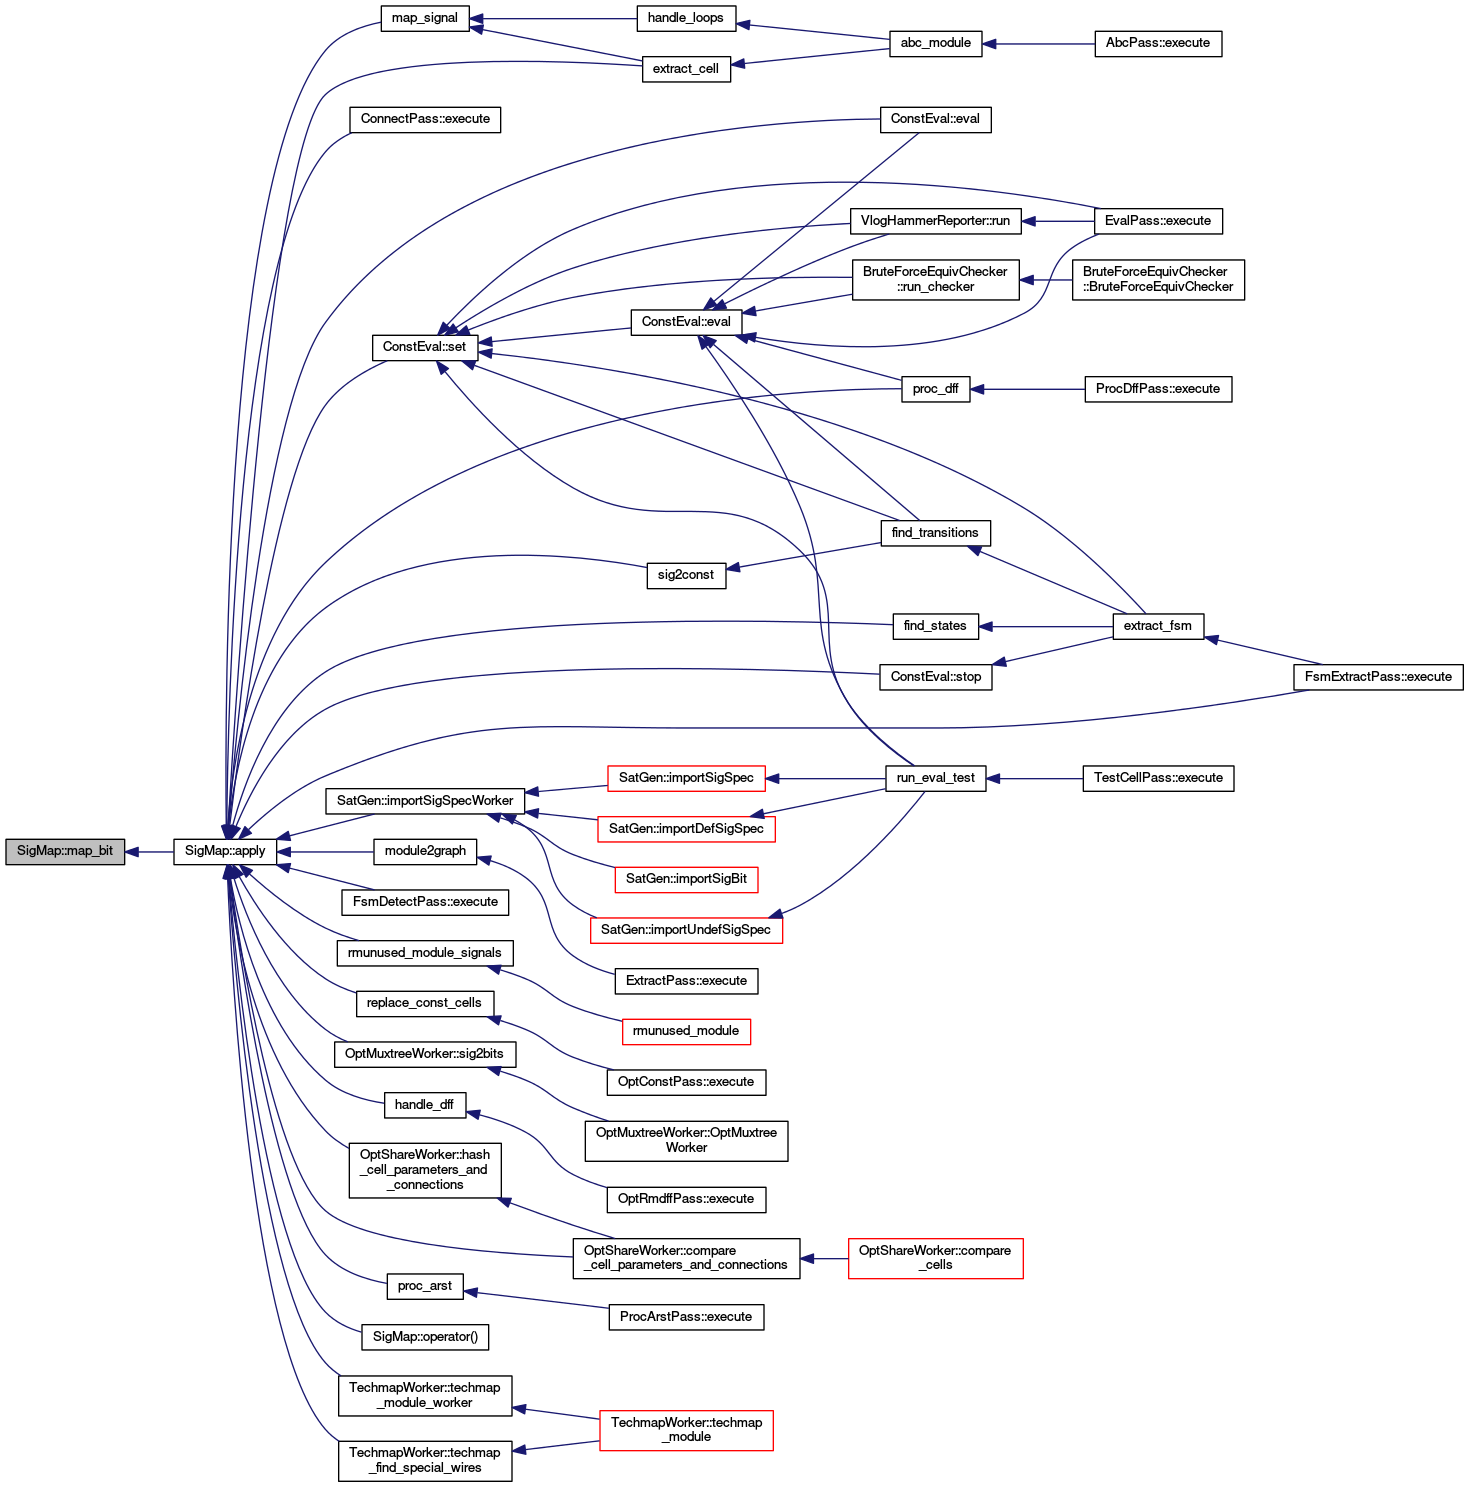 map_signal
handle_loops
abc_module
AbcPass::execute
extract_cell
ConnectPass::execute
ConstEval::eval
VlogHammerReporter::run
EvalPass::execute
BruteForceEquivChecker
::run_checker
BruteForceEquivChecker
::BruteForceEquivChecker
ConstEval::eval
ConstEval::set
proc_dff
ProcDffPass::execute
find_transitions
sig2const
find_states
extract_fsm
ConstEval::stop
FsmExtractPass::execute
SatGen::importSigSpec
run_eval_test
TestCellPass::execute
SatGen::importSigSpecWorker
SatGen::importDefSigSpec
SigMap::map_bit
SigMap::apply
module2graph
SatGen::importSigBit
FsmDetectPass::execute
SatGen::importUndefSigSpec
rmunused_module_signals
ExtractPass::execute
replace_const_cells
rmunused_module
OptMuxtreeWorker::sig2bits
OptConstPass::execute
handle_dff
OptMuxtreeWorker::OptMuxtree
Worker
OptShareWorker::hash
_cell_parameters_and
_connections
OptRmdffPass::execute
OptShareWorker::compare
_cell_parameters_and_connections
OptShareWorker::compare
_cells
proc_arst
ProcArstPass::execute
SigMap::operator()
TechmapWorker::techmap
_module_worker
TechmapWorker::techmap
_module
TechmapWorker::techmap
_find_special_wires